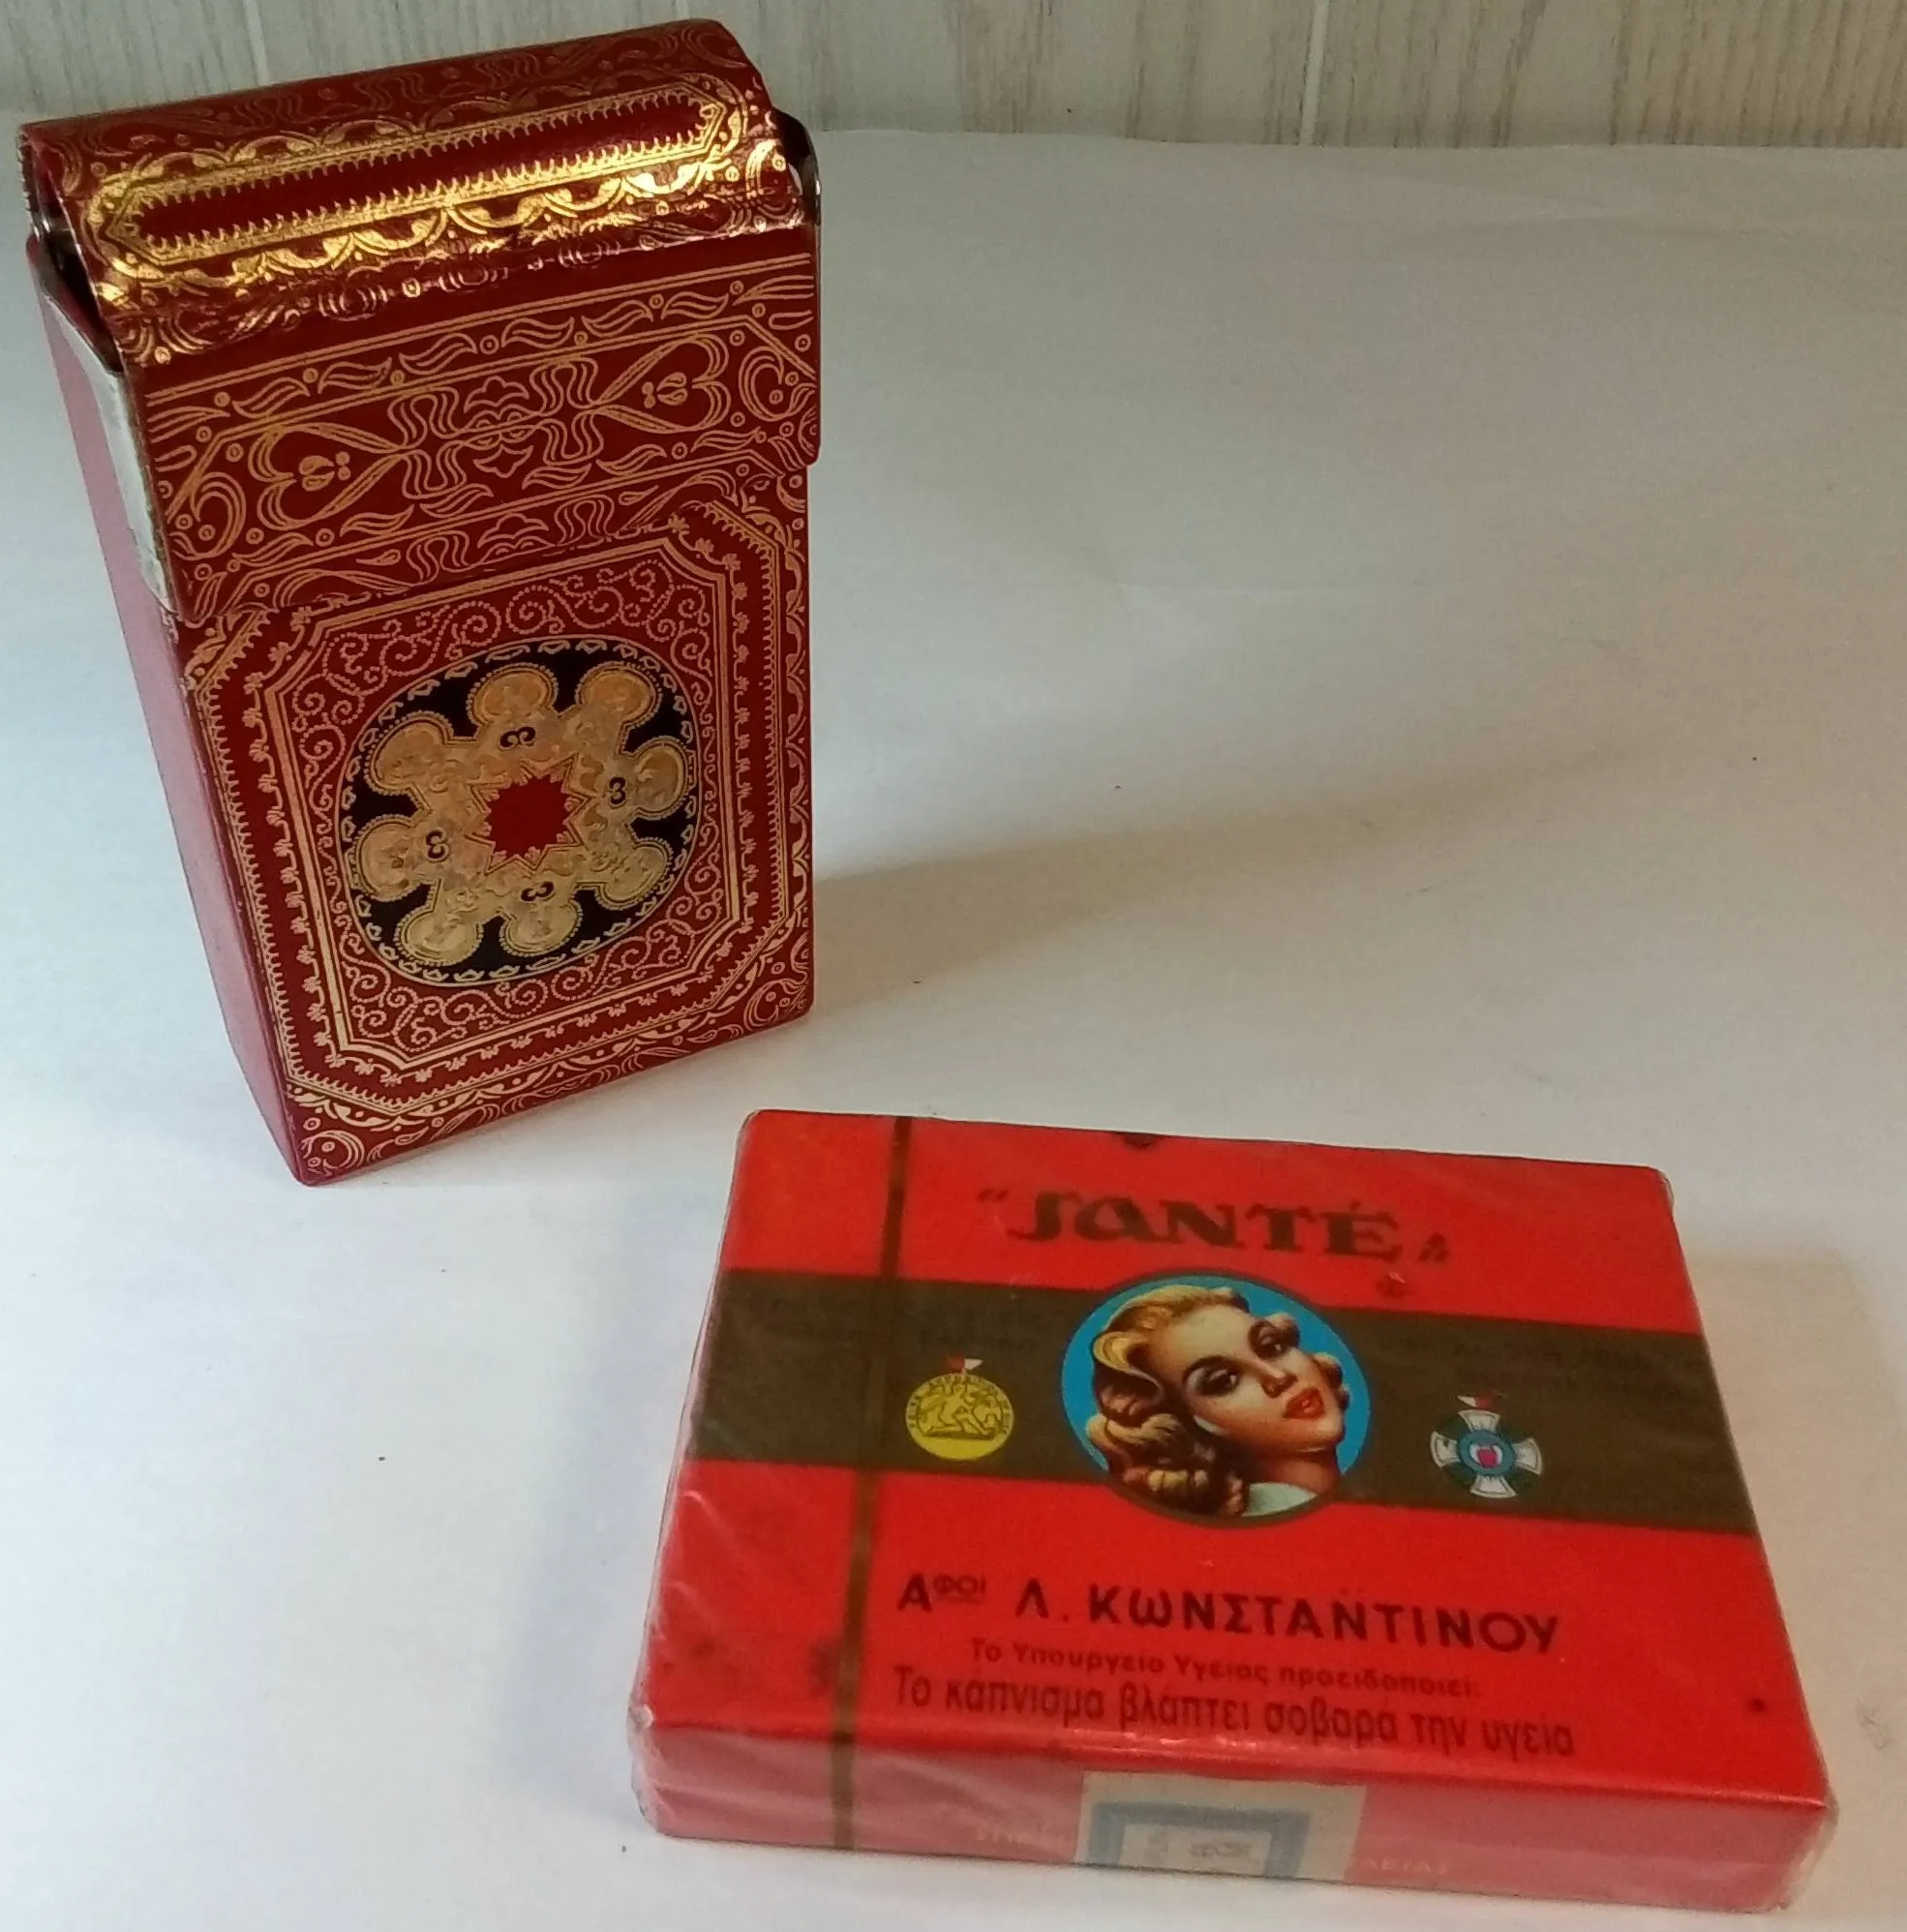 "SANTÉ"
Αφοι Λ. ΚΩΝΣΤΑΝΤΙΝΟΥ
Το Υπουργείο Υγείας προειδοποιεί:
Το κάπνισμα βλάπτει σοβαρά την υγεία